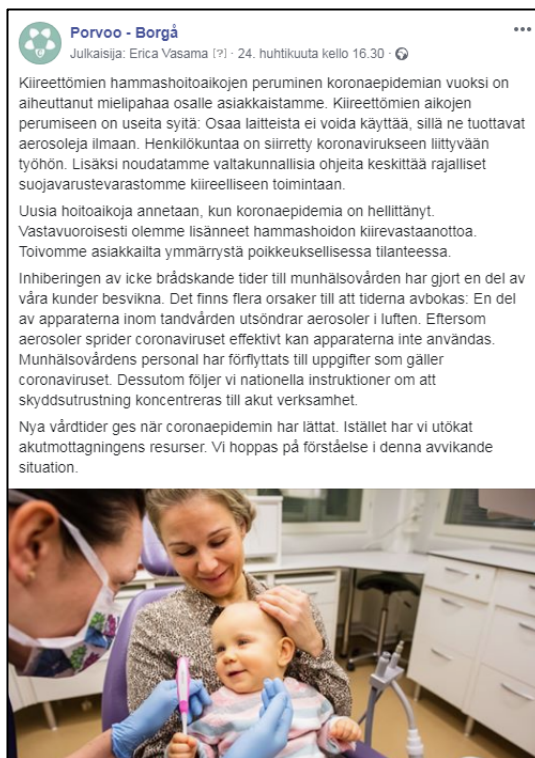 Porvoo - Borgå
Julkaisija: Erica Vasama [?] · 24. huhtikuuta kello 16.30 ·
Kiireettömien hammashoitoaikojen peruminen koronaepidemian vuoksi on
aiheuttanut mielipahaa osalle asiakkaistamme. Kiireettömien aikojen
perumiseen on useita syitä: Osaa laitteista ei voida käyttää, sillä ne tuottavat
aerosoleja ilmaan. Henkilökuntaa on siirretty koronavirukseen liittyvään
työhön. Lisäksi noudatamme valtakunnallisia ohjeita keskittää rajalliset
suojavarustevarastomme kiireelliseen toimintaan.
Uusia hoitoaikoja annetaan, kun koronaepidemia on hellittänyt.
Vastavuoroisesti olemme lisänneet hammashoidon kiirevastaanottoa.
Toivomme asiakkailta ymmärrystä poikkeuksellisessa tilanteessa.
Inhiberingen av icke brådskande tider till munhälsovården har gjort en del av
våra kunder besvikna. Det finns flera orsaker till att tiderna avbokas: En del
av apparaterna inom tandvården utsöndrar aerosoler i luften. Eftersom
aerosoler sprider coronaviruset effektivt kan apparaterna inte användas.
Munhälsovårdens personal har förflyttats till uppgifter som gäller
coronaviruset. Dessutom följer vi nationella instruktioner om att
skyddsutrustning koncentreras till akut verksamhet.
Nya vårdtider ges när coronaepidemin har lättat. Istället har vi utökat
akutmottagningens resurser. Vi hoppas på förståelse i denna avvikande
situation.